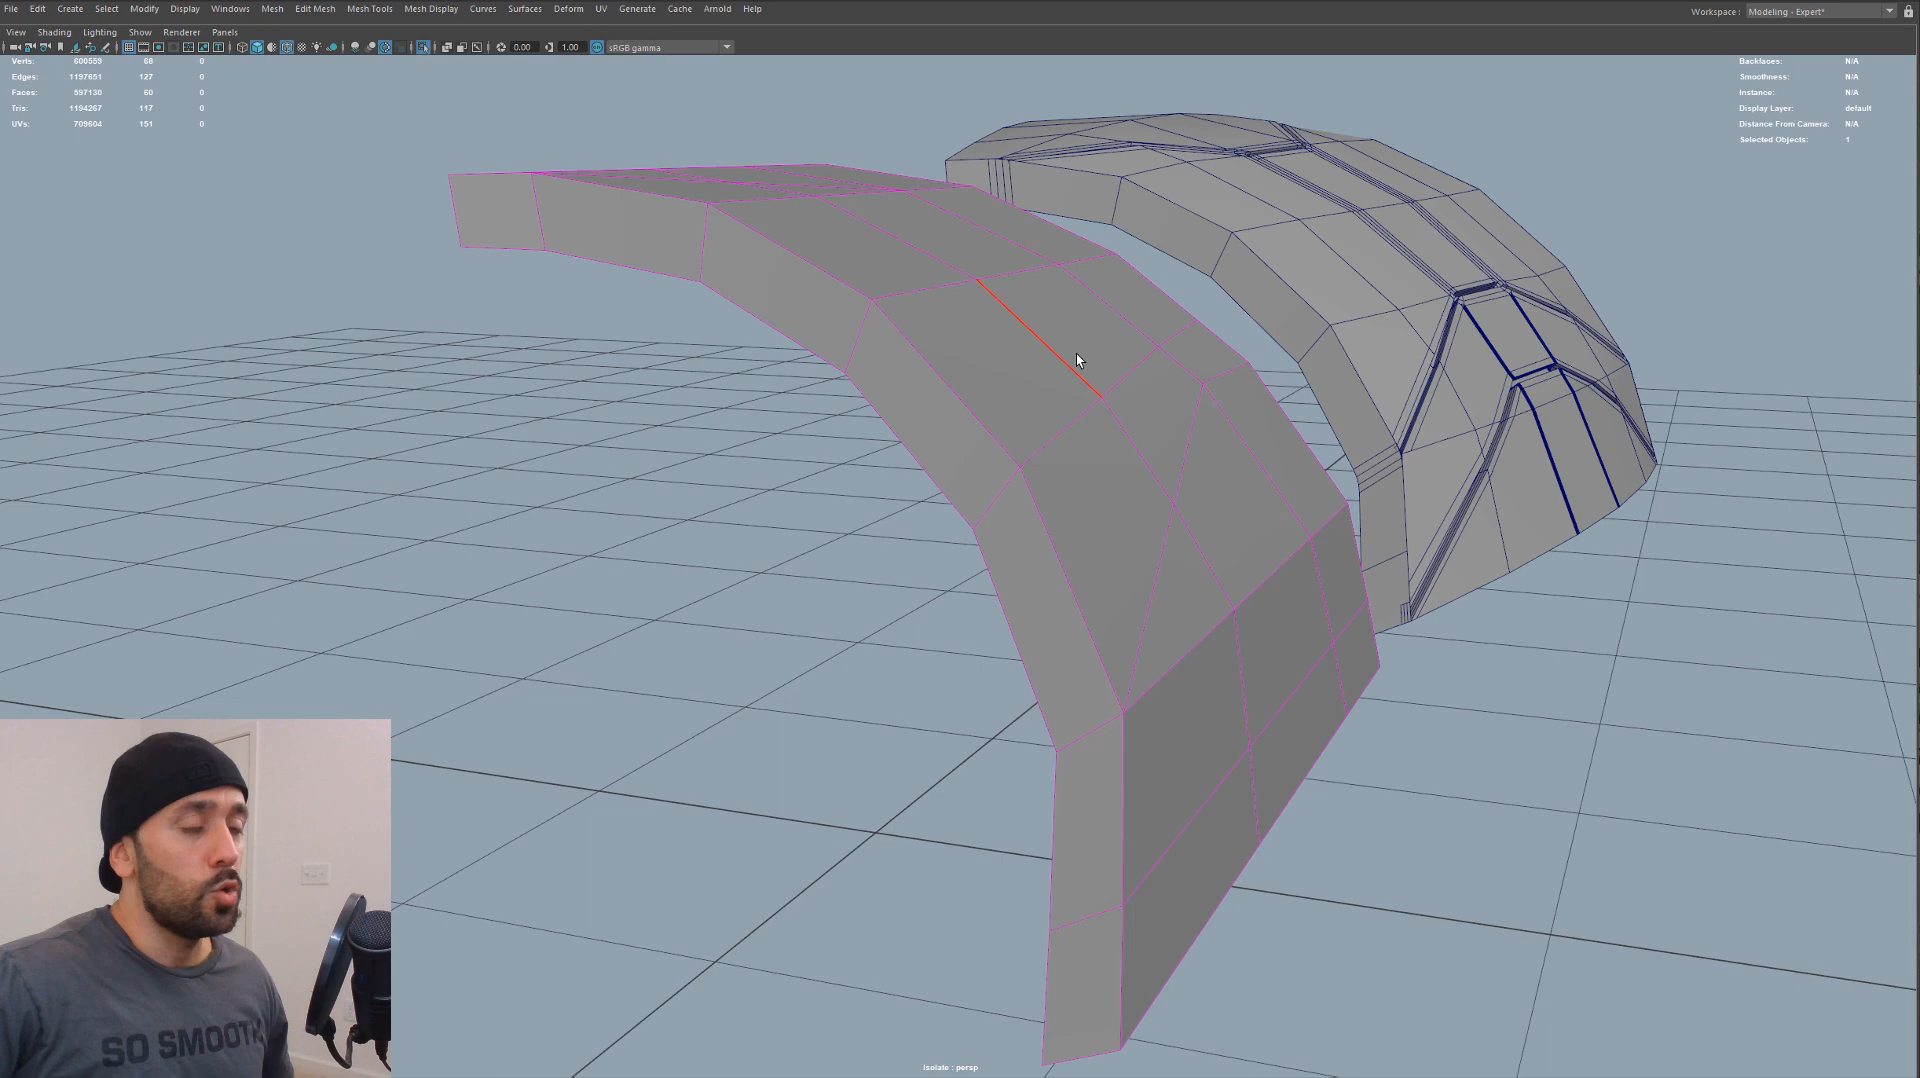 File Edit Create Select Modify Display Windows Mesh Edit Mesh Mesh Tools Mesh Display Curves Surfaces Deform UV Generate Cache Arnold Help
Workspace : Modeling - Expert*
View Shading Lighting Show Renderer Panels
0.00 1.00 sRGB gamma
Verts: 600559 68 0
Edges: 1197651 127 0
Faces: 597130 60 0
Tris: 1194267 117 0
UVs: 709604 151 0
Backfaces: N/A
Smoothness: N/A
Instance: N/A
Display Layer: default
Distance From Camera: N/A
Selected Objects: 1
SO SMOOTH
Isolate : persp